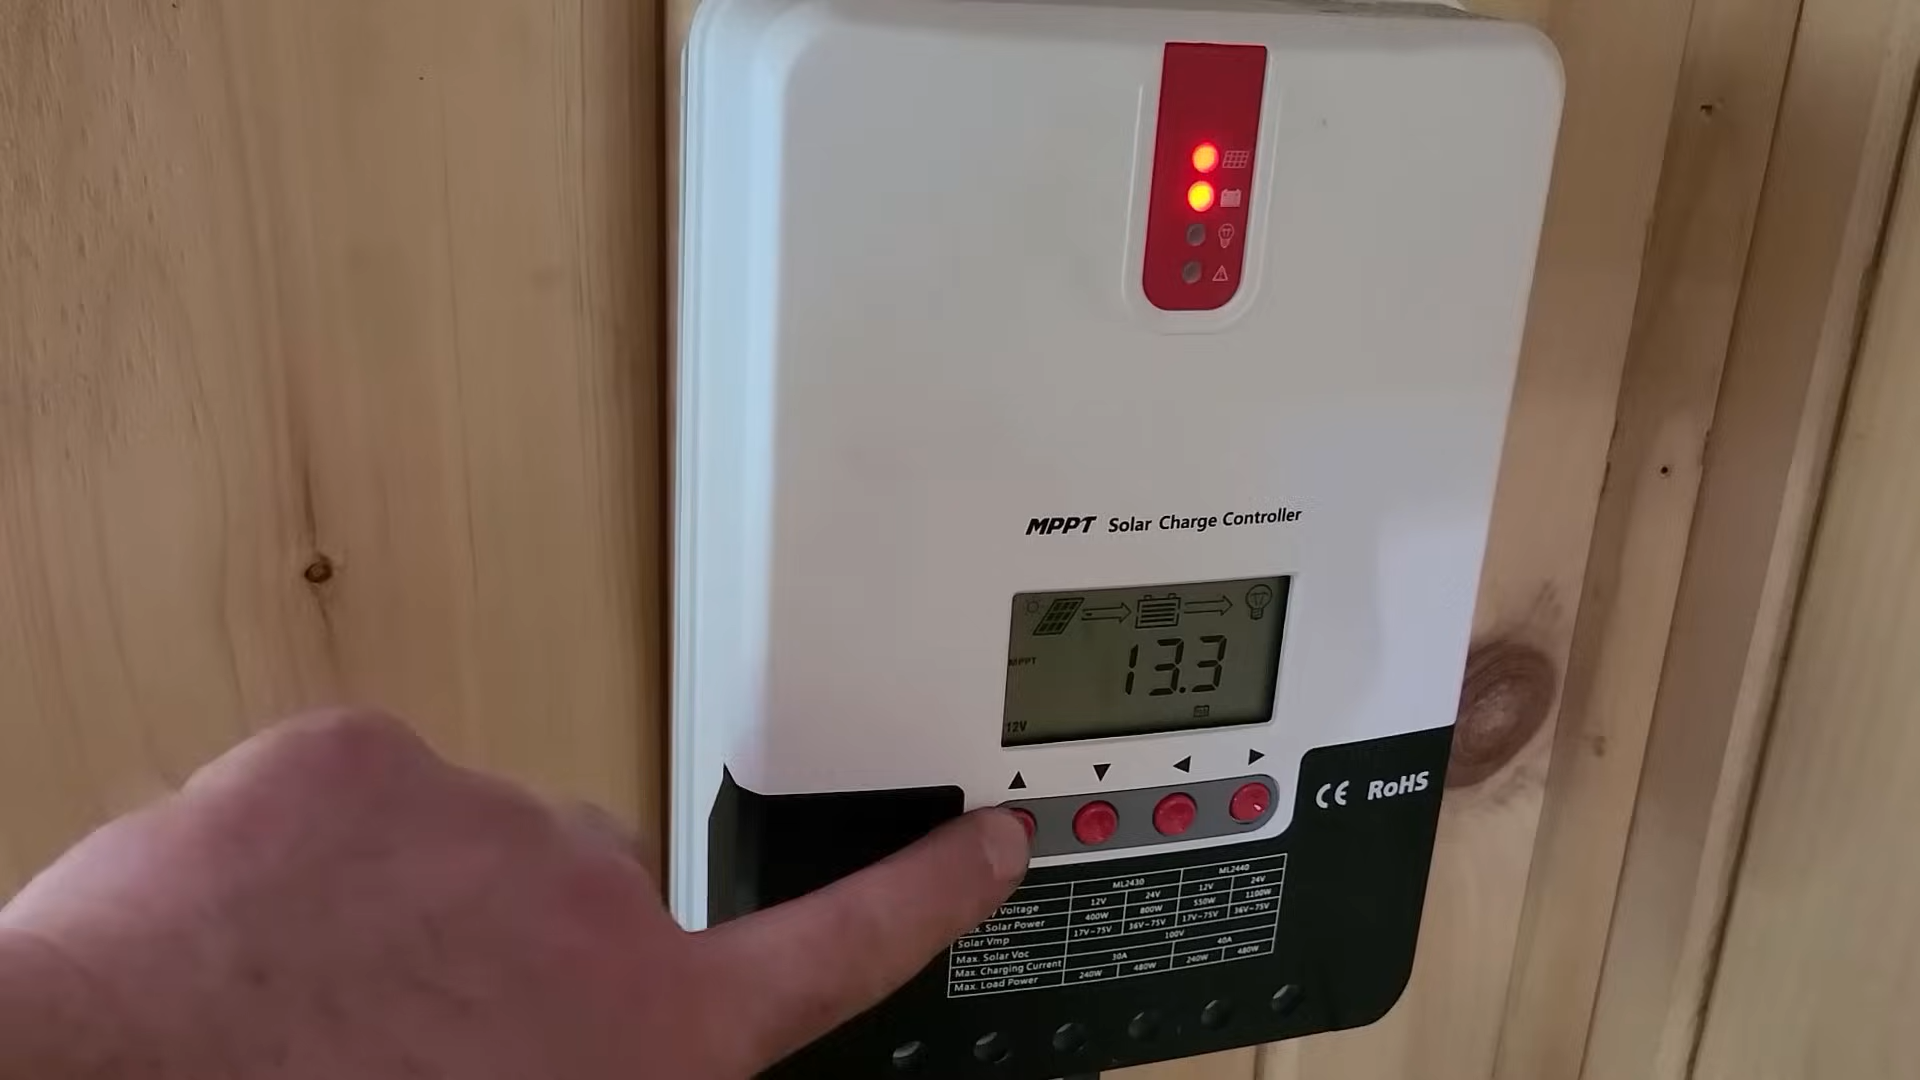 MPPT Solar Charge Controller
MPPT
13.3
12V
CE RoHS
ML2430 ML2440
Voltage 12V 24V 12V 24V
Solar Power 400W 800W 550W 1100W
Solar Vmp 17V~75V 36V~75V 17V~75V 36V~75V
Max. Solar Voc 100V
Max. Charging Current 30A 40A
Max. Load Power 240W 480W 240W 480W